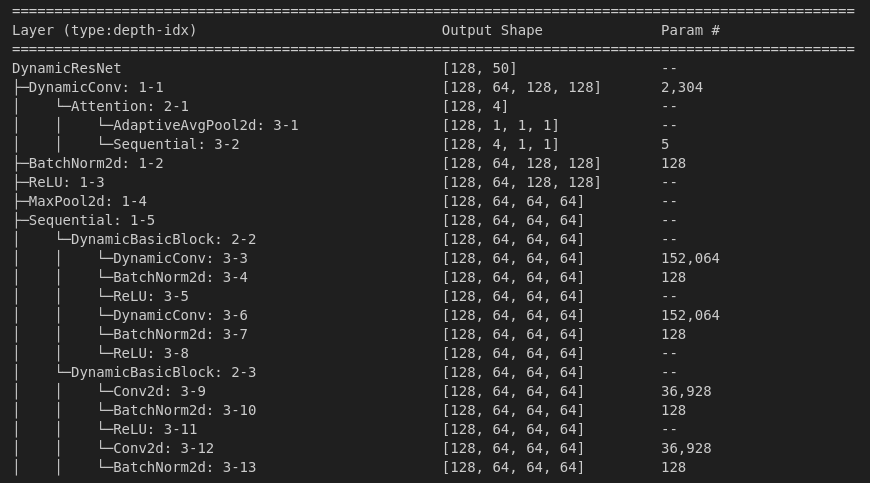 ====================================================================================================
Layer (type:depth-idx)                             Output Shape              Param #
====================================================================================================
DynamicResNet                                      [128, 50]                 --
├─DynamicConv: 1-1                                 [128, 64, 128, 128]       2,304
│    └─Attention: 2-1                              [128, 4]                  --
│    │    └─AdaptiveAvgPool2d: 3-1                 [128, 1, 1, 1]            --
│    │    └─Sequential: 3-2                        [128, 4, 1, 1]            5
├─BatchNorm2d: 1-2                                 [128, 64, 128, 128]       128
├─ReLU: 1-3                                        [128, 64, 128, 128]       --
├─MaxPool2d: 1-4                                   [128, 64, 64, 64]         --
├─Sequential: 1-5                                  [128, 64, 64, 64]         --
│    └─DynamicBasicBlock: 2-2                      [128, 64, 64, 64]         --
│    │    └─DynamicConv: 3-3                       [128, 64, 64, 64]         152,064
│    │    └─BatchNorm2d: 3-4                       [128, 64, 64, 64]         128
│    │    └─ReLU: 3-5                              [128, 64, 64, 64]         --
│    │    └─DynamicConv: 3-6                       [128, 64, 64, 64]         152,064
│    │    └─BatchNorm2d: 3-7                       [128, 64, 64, 64]         128
│    │    └─ReLU: 3-8                              [128, 64, 64, 64]         --
│    └─DynamicBasicBlock: 2-3                      [128, 64, 64, 64]         --
│    │    └─Conv2d: 3-9                            [128, 64, 64, 64]         36,928
│    │    └─BatchNorm2d: 3-10                      [128, 64, 64, 64]         128
│    │    └─ReLU: 3-11                             [128, 64, 64, 64]         --
│    │    └─Conv2d: 3-12                           [128, 64, 64, 64]         36,928
│    │    └─BatchNorm2d: 3-13                      [128, 64, 64, 64]         128